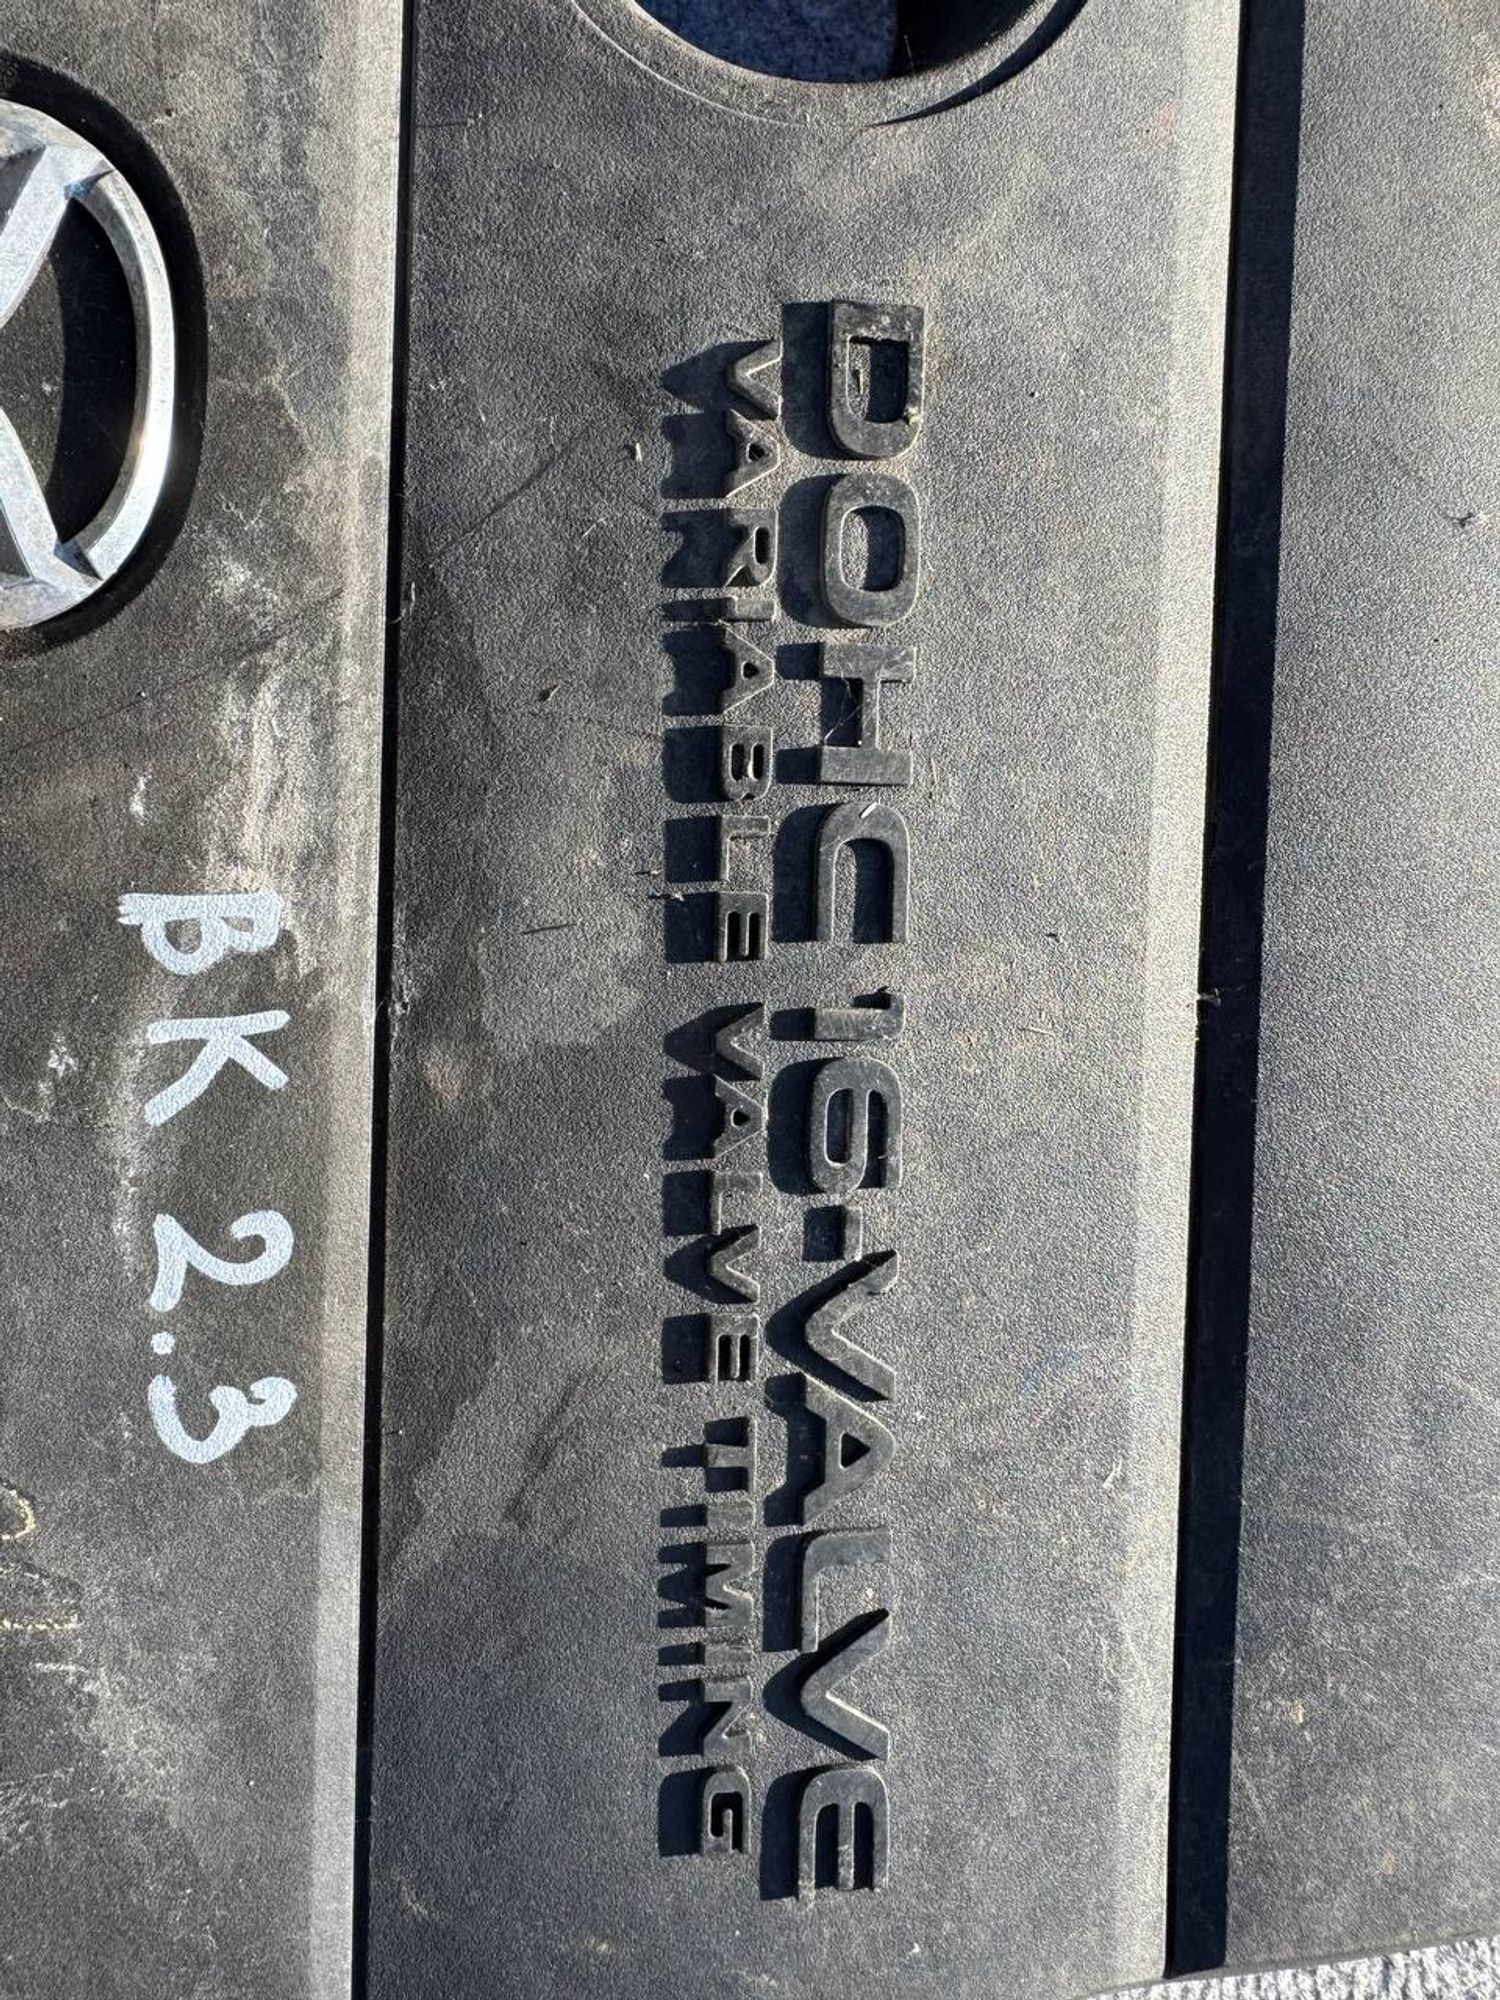 DOHC 16-VALVE
VARIABLE VALVE TIMING
BK 2.3